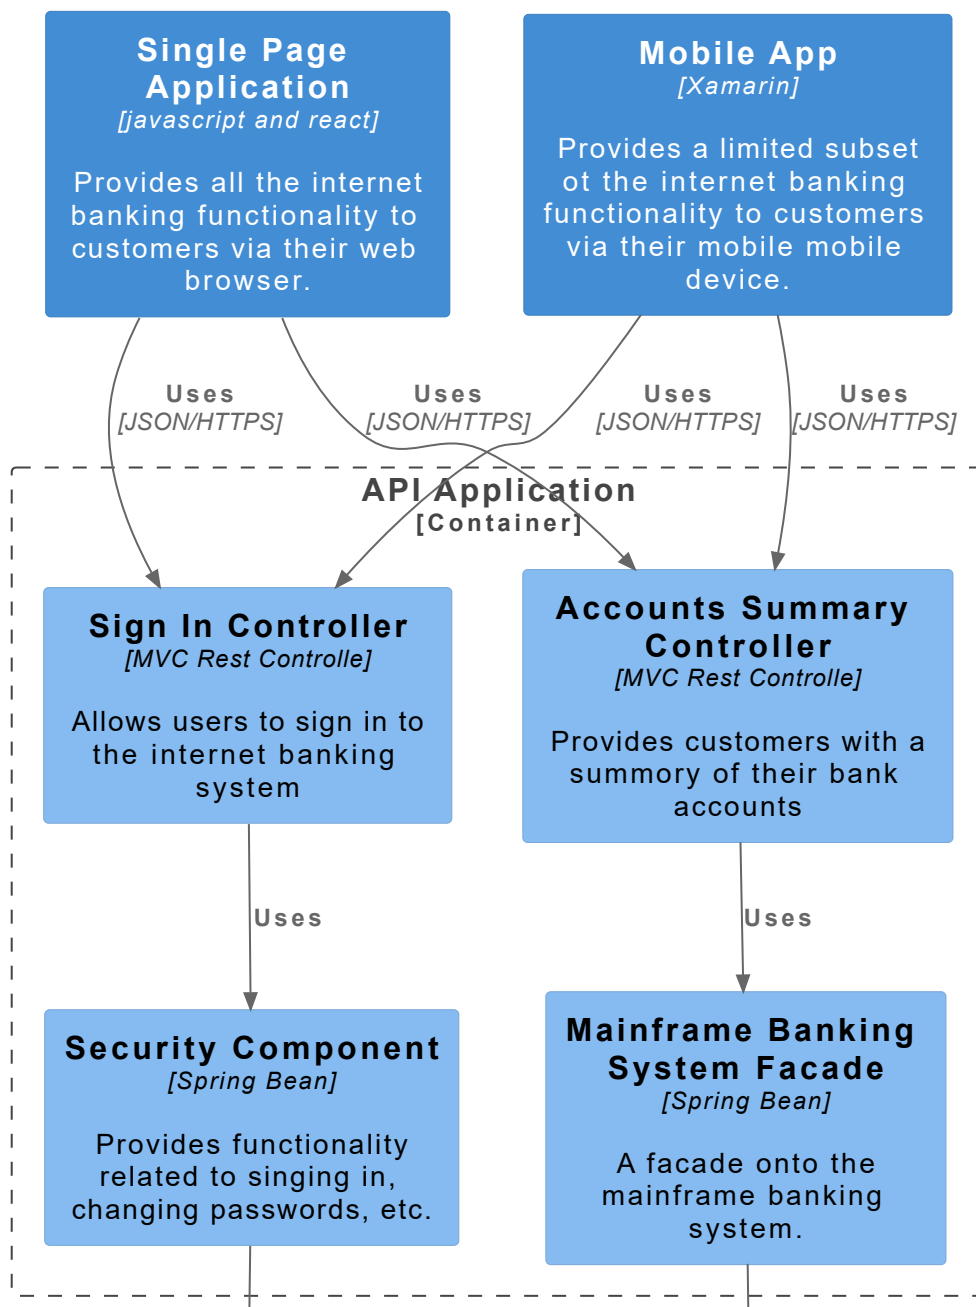 Single Page
Application
[javascript and react]
Provides all the internet
banking functionality to
customers via their web
browser.
Mobile App
[Xamarin]
Provides a limited subset
ot the internet banking
functionality to customers
via their mobile mobile
device.
Uses
[JSON/HTTPS]
Uses
[JSON/HTTPS]
Uses
[JSON/HTTPS]
Uses
[JSON/HTTPS]
API Application
[Container]
Sign In Controller
[MVC Rest Controlle]
Allows users to sign in to
the internet banking
system
Accounts Summary
Controller
[MVC Rest Controlle]
Provides customers with a
summory of their bank
accounts
Uses
Uses
Security Component
[Spring Bean]
Provides functionality
related to singing in,
changing passwords, etc.
Mainframe Banking
System Facade
[Spring Bean]
A facade onto the
mainframe banking
system.